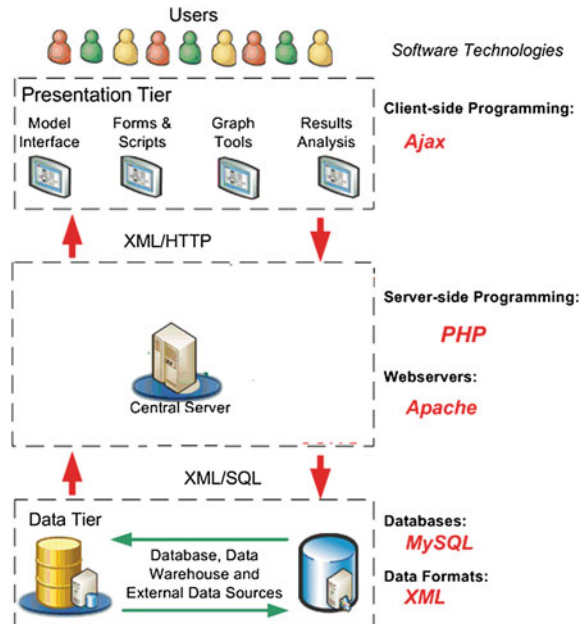 Users
Software Technologies
Presentation Tier
Model
Interface
Forms &
Scripts
Graph
Tools
Results
Analysis
Client-side Programming:
Ajax
XML/HTTP
Central Server
Server-side Programming:
PHP
Webservers:
Apache
XML/SQL
Data Tier
Database, Data
Warehouse and
External Data Sources
Databases:
MySQL
Data Formats:
XML